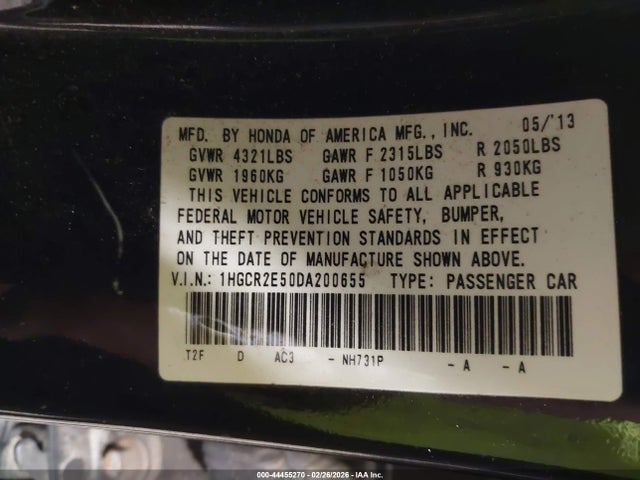 MFD. BY HONDA OF AMERICA MFG., INC. 05/'13
GVWR 4321LBS GAWR F 2315LBS R 2050LBS
GVWR 1960KG GAWR F 1050KG R 930KG
THIS VEHICLE CONFORMS TO ALL APPLICABLE
FEDERAL MOTOR VEHICLE SAFETY, BUMPER,
AND THEFT PREVENTION STANDARDS IN EFFECT
ON THE DATE OF MANUFACTURE SHOWN ABOVE.
V.I.N.: 1HGCR2E50DA200655 TYPE: PASSENGER CAR
T2F D AC3 - NH731P - A - A
000-44455270 - 02/26/2026 - IAA Inc.